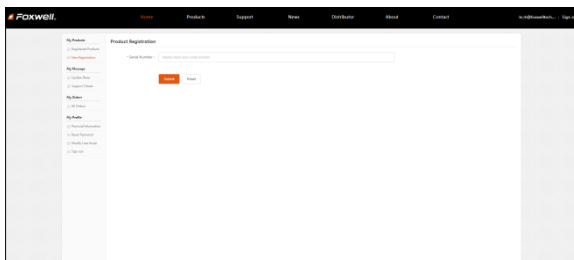 Foxwell
Home Products Support News Distributor About Contact
My Products
Registered Products
New Registration
My Message
Update News
Support Ticket
My Orders
All Orders
My Profile
Personal Information
Reset Password
Modify User Email
Sign out
Product Registration
* Serial Number
Submit Reset